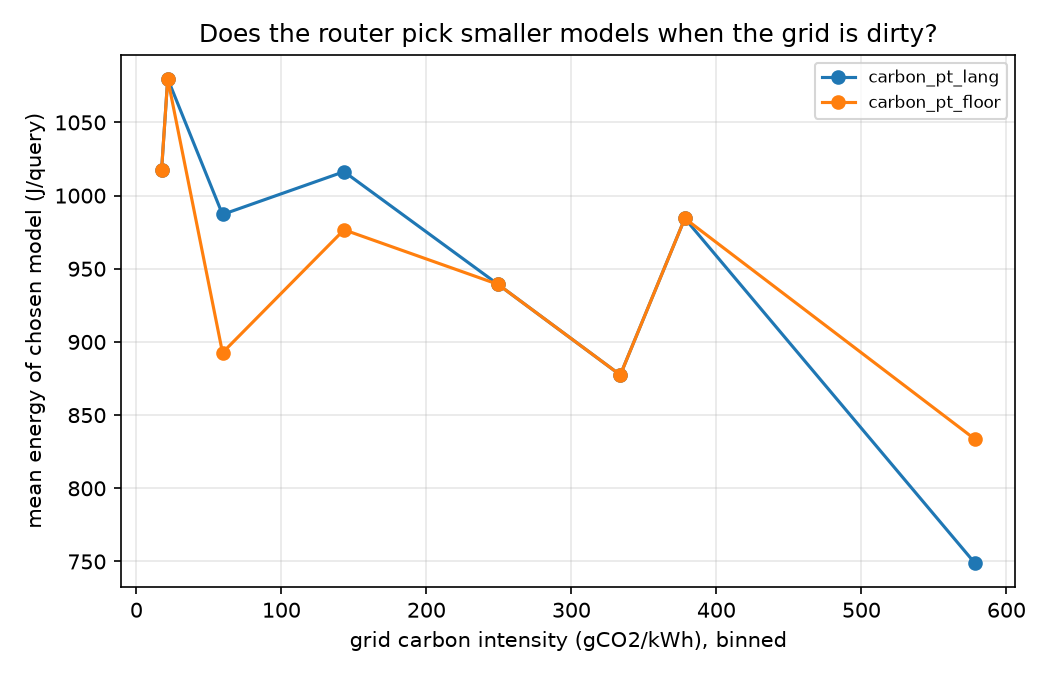 Does the router pick smaller models when the grid is dirty?
carbon_pt_lang
carbon_pt_floor
mean energy of chosen model (J/query)
1050
1000
950
900
850
800
750
0 100 200 300 400 500 600
grid carbon intensity (gCO2/kWh), binned